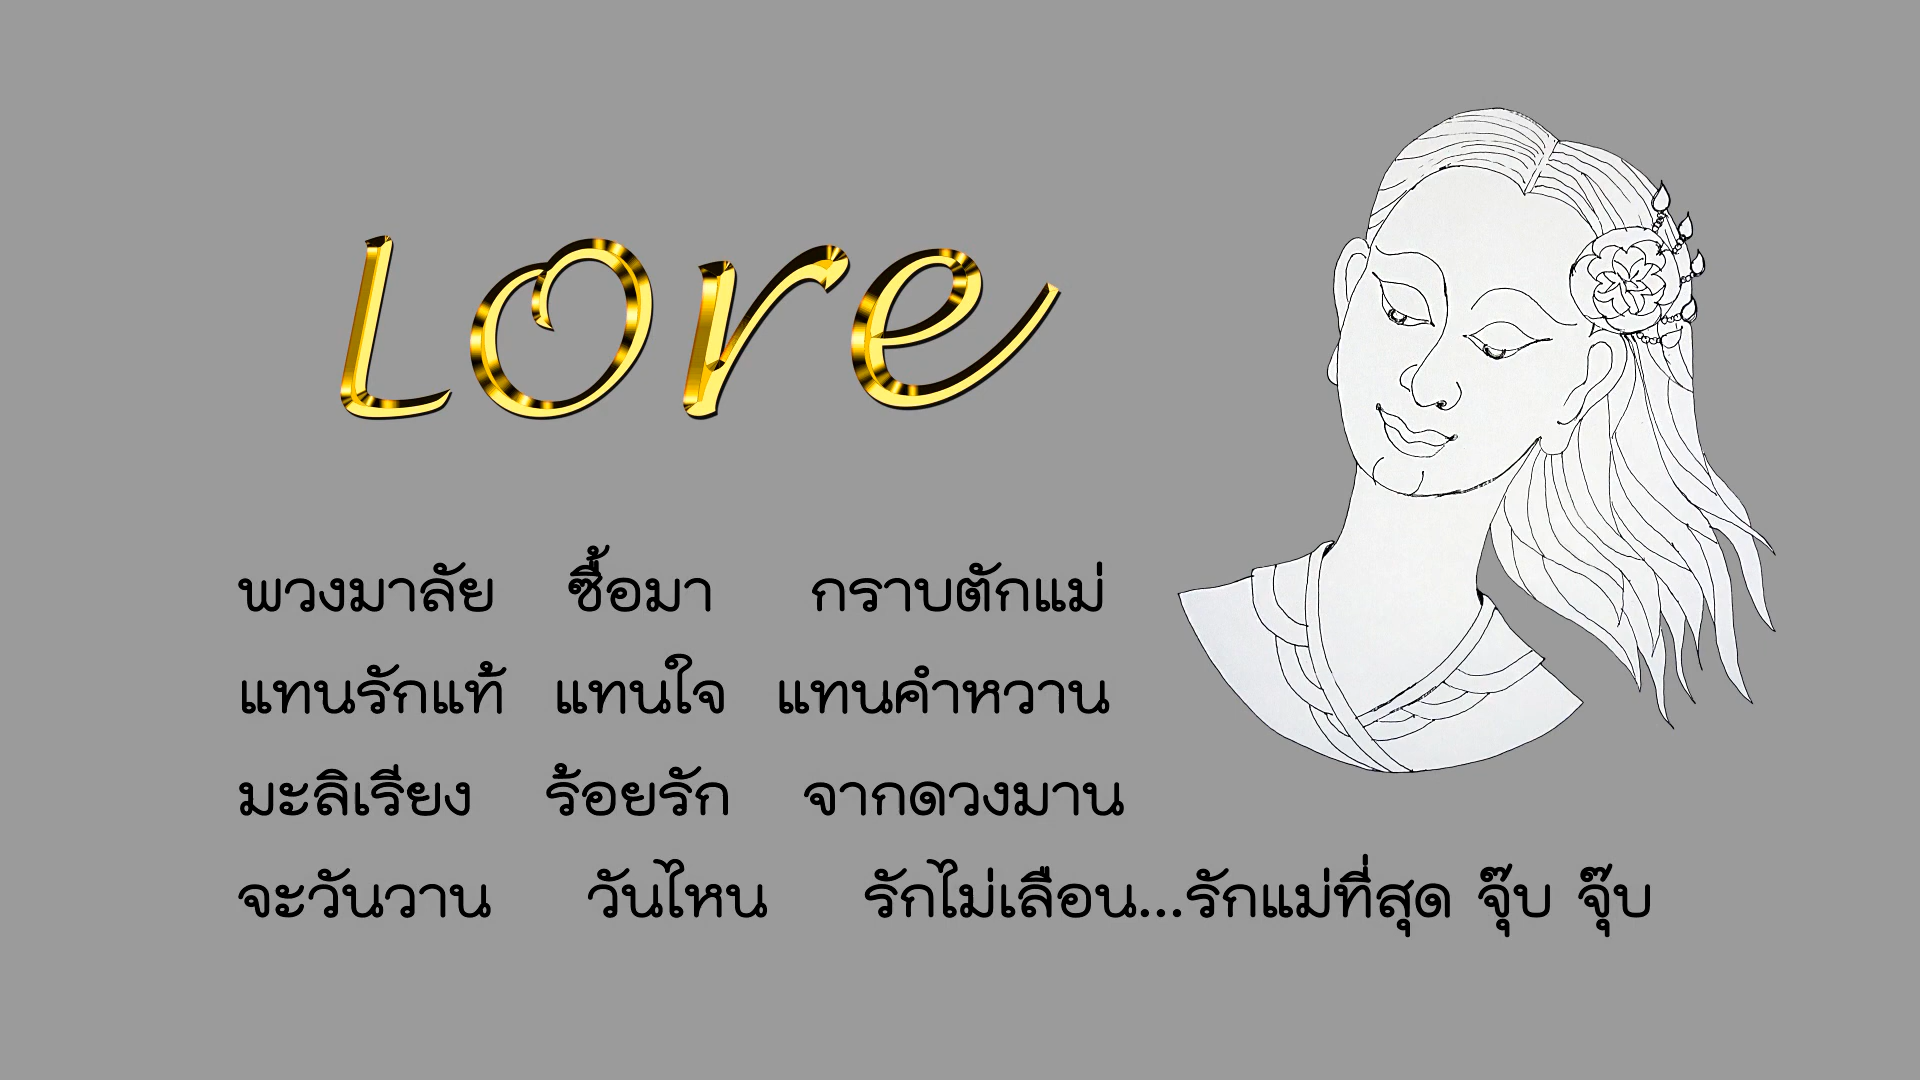 Lore
พวงมาลัย ซื้อมา กราบตักแม่
แทนรักแท้ แทนใจ แทนคำหวาน
มะลิเรียง ร้อยรัก จากดวงมาน
จะวันวาน วันไหน รักไม่เลือน...รักแม่ที่สุด จุ๊บ จุ๊บ